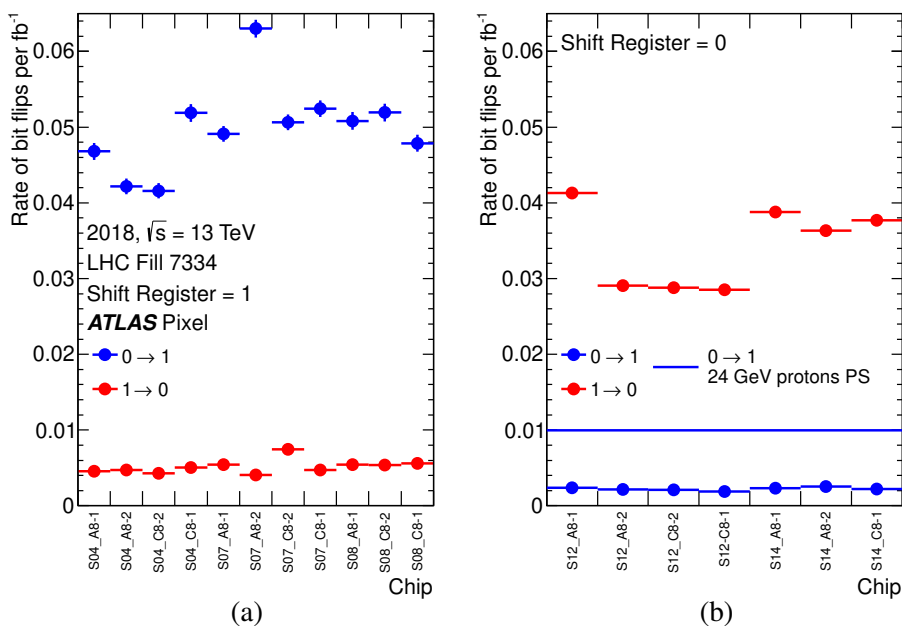 Rate of bit flips per fb⁻¹
0.06
0.05
0.04
0.03
0.02
0.01
0
2018, √s = 13 TeV
LHC Fill 7334
Shift Register = 1
ATLAS Pixel
0 → 1
1 → 0
S04_A8-1
S04_A8-2
S04_C8-2
S04_C8-1
S07_A8-1
S07_A8-2
S07_C8-2
S07_C8-1
S08_A8-1
S08_C8-2
S08_C8-1
Chip
(a)
Rate of bit flips per fb⁻¹
0.06
0.05
0.04
0.03
0.02
0.01
0
Shift Register = 0
0 → 1
1 → 0
0 → 1
24 GeV protons PS
S12_A8-1
S12_A8-2
S12_C8-2
S12-C8-1
S14_A8-1
S14_A8-2
S14_C8-1
Chip
(b)